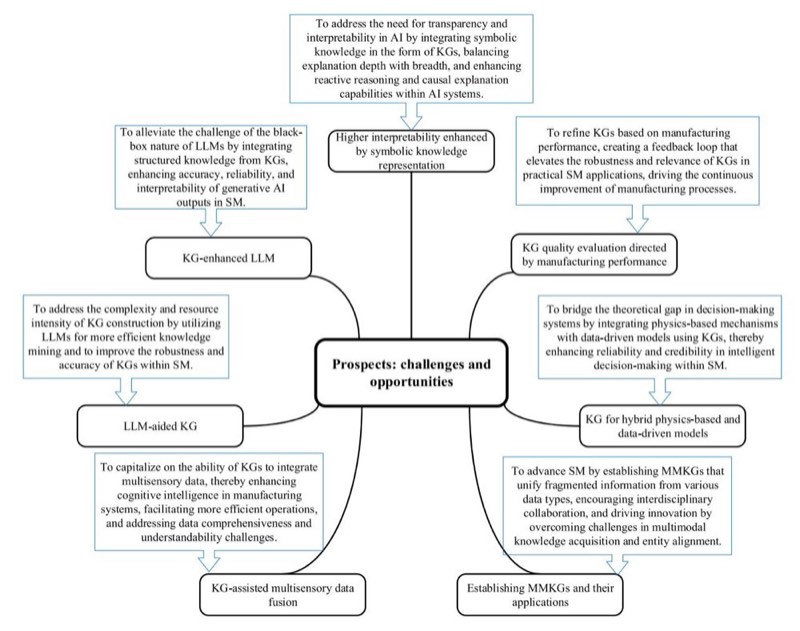 To address the need for transparency and
interpretability in AI by integrating symbolic
knowledge in the form of KGs, balancing
explanation depth with breadth, and enhancing
reactive reasoning and causal explanation
capabilities within AI systems.
Higher interpretability enhanced
by symbolic knowledge
representation
To alleviate the challenge of the black-
box nature of LLMs by integrating
structured knowledge from KGs,
enhancing accuracy, reliability, and
interpretability of generative AI
outputs in SM.
KG-enhanced LLM
To refine KGs based on manufacturing
performance, creating a feedback loop that
elevates the robustness and relevance of KGs in
practical SM applications, driving the continuous
improvement of manufacturing processes.
KG quality evaluation directed
by manufacturing performance
To address the complexity and resource
intensity of KG construction by utilizing
LLMs for more efficient knowledge
mining and to improve the robustness and
accuracy of KGs within SM.
LLM-aided KG
Prospects: challenges and
opportunities
To bridge the theoretical gap in decision-making
systems by integrating physics-based mechanisms
with data-driven models using KGs, thereby
enhancing reliability and credibility in intelligent
decision-making within SM.
KG for hybrid physics-based and
data-driven models
To capitalize on the ability of KGs to integrate
multisensory data, thereby enhancing
cognitive intelligence in manufacturing
systems, facilitating more efficient operations,
and addressing data comprehensiveness and
understandability challenges.
KG-assisted multisensory data
fusion
To advance SM by establishing MMKGs that
unify fragmented information from various
data types, encouraging interdisciplinary
collaboration, and driving innovation by
overcoming challenges in multimodal
knowledge acquisition and entity alignment.
Establishing MMKGs and their
applications